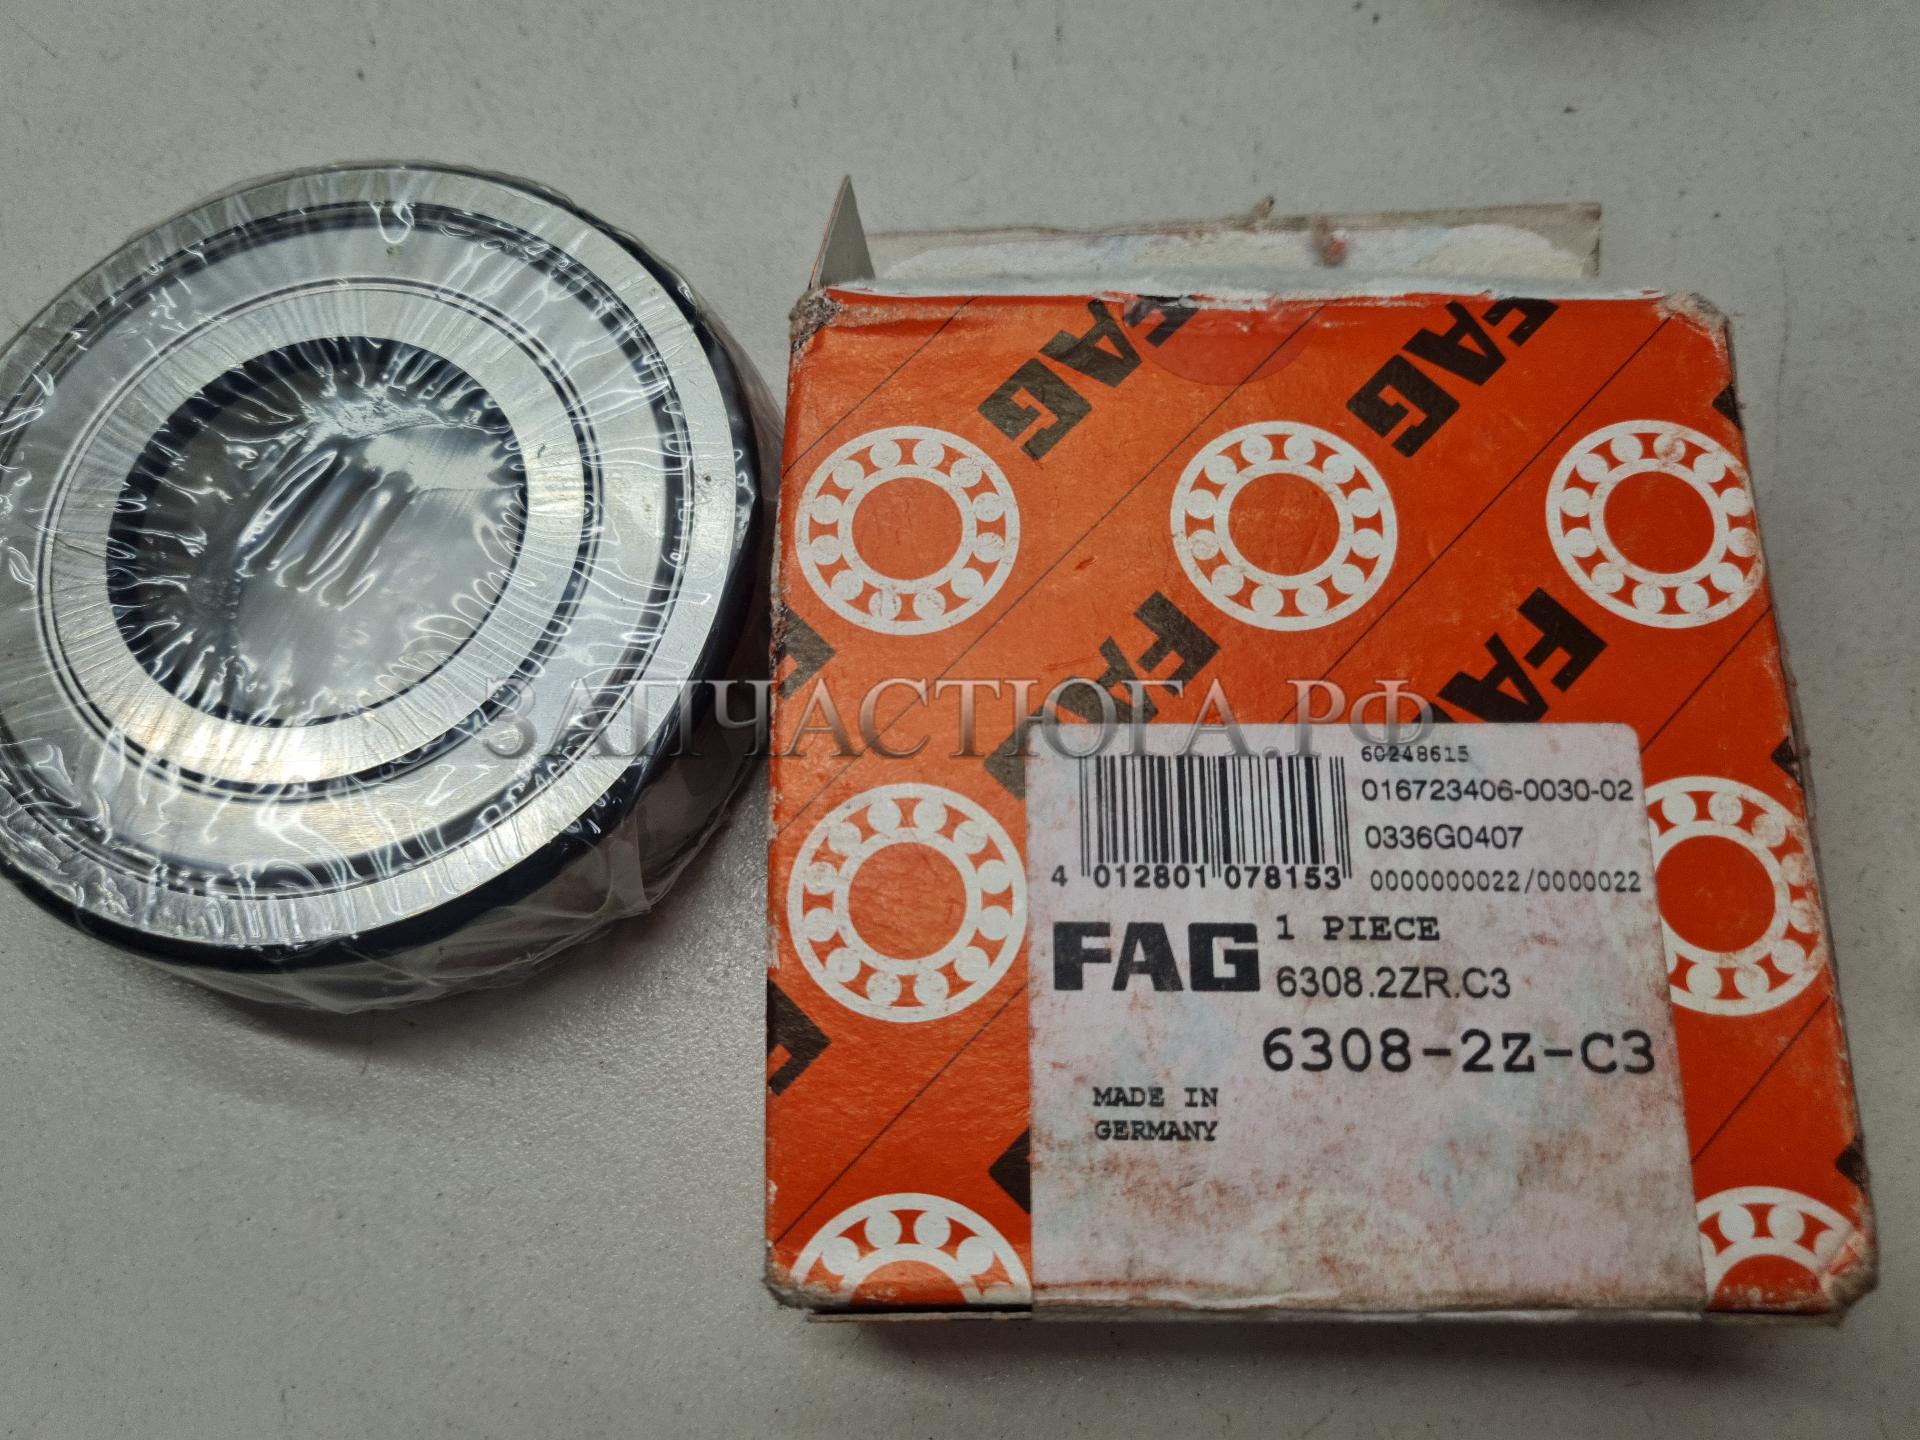 FAG FAG
FAG FAG
ЗАПЧАСТЮГА.РФ
60248615
016723406-0030-02
0336G0407
4 012801 078153 0000000022/0000022
FAG 1 PIECE
6308.2ZR.C3
6308-2Z-C3
MADE IN
GERMANY